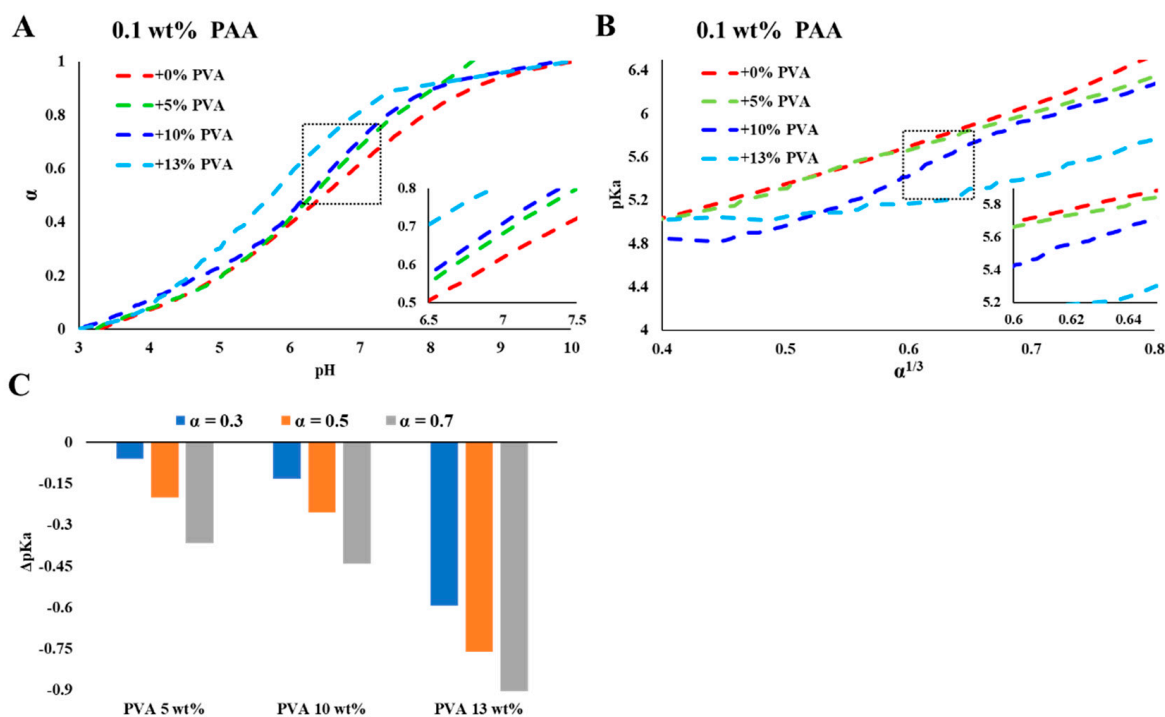 A
0.1 wt% PAA
+0% PVA
+5% PVA
+10% PVA
+13% PVA
α
1
0.8
0.6
0.4
0.2
0
3 4 5 6 7 8 9 10
pH
0.8
0.7
0.6
0.5
6.5 7 7.5
B
0.1 wt% PAA
+0% PVA
+5% PVA
+10% PVA
+13% PVA
pKa
6.4
6
5.6
5.2
4.8
4.4
4
0.4 0.5 0.6 0.7 0.8
α1/3
5.8
5.6
5.4
5.2
0.6 0.62 0.64
C
α = 0.3 α = 0.5 α = 0.7
ΔpKa
0
-0.15
-0.3
-0.45
-0.6
-0.75
-0.9
PVA 5 wt% PVA 10 wt% PVA 13 wt%